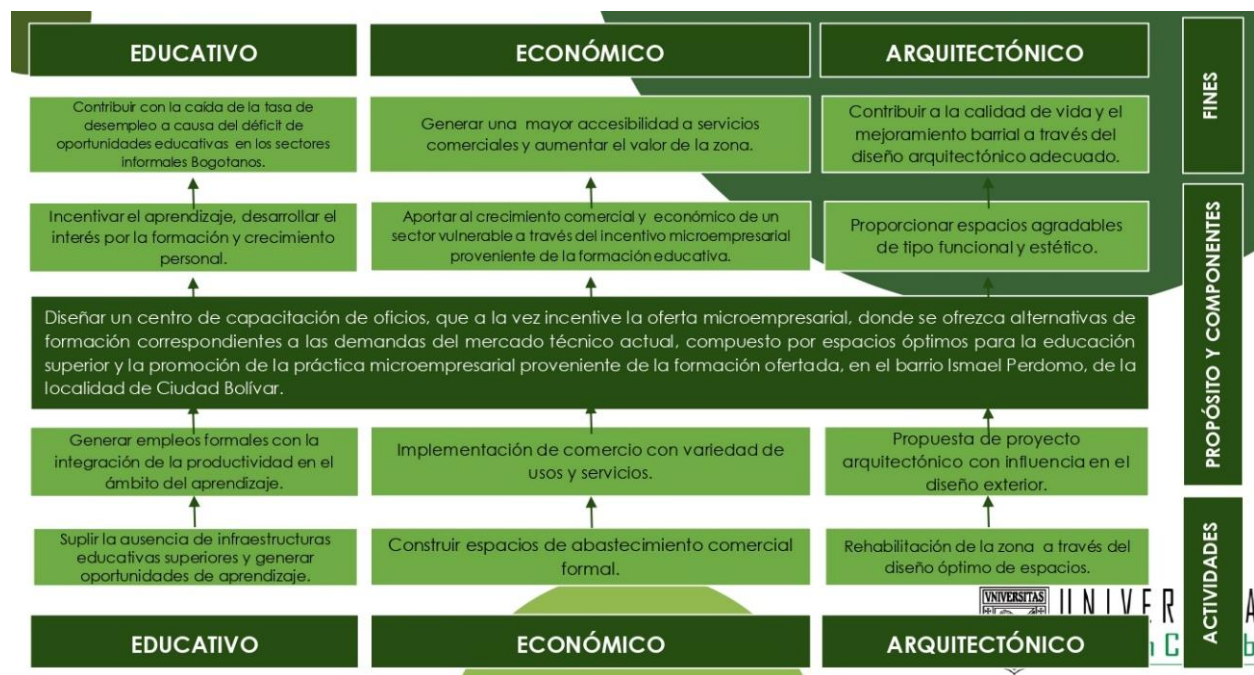 EDUCATIVO
ECONÓMICO
ARQUITECTÓNICO
FINES
Contribuir con la caída de la tasa de
desempleo a causa del déficit de
oportunidades educativas en los sectores
informales Bogotanos.
Generar una mayor accesibilidad a servicios
comerciales y aumentar el valor de la zona.
Contribuir a la calidad de vida y el
mejoramiento barrial a través del
diseño arquitectónico adecuado.
Incentivar el aprendizaje, desarrollar el
interés por la formación y crecimiento
personal.
Aportar al crecimiento comercial y económico de un
sector vulnerable a través del incentivo microempresarial
proveniente de la formación educativa.
Proporcionar espacios agradables
de tipo funcional y estético.
PROPÓSITO Y COMPONENTES
Diseñar un centro de capacitación de oficios, que a la vez incentive la oferta microempresarial, donde se ofrezca alternativas de
formación correspondientes a las demandas del mercado técnico actual, compuesto por espacios óptimos para la educación
superior y la promoción de la práctica microempresarial proveniente de la formación ofertada, en el barrio Ismael Perdomo, de la
localidad de Ciudad Bolívar.
Generar empleos formales con la
integración de la productividad en el
ámbito del aprendizaje.
Implementación de comercio con variedad de
usos y servicios.
Propuesta de proyecto
arquitectónico con influencia en el
diseño exterior.
Suplir la ausencia de infraestructuras
educativas superiores y generar
oportunidades de aprendizaje.
Construir espacios de abastecimiento comercial
formal.
Rehabilitación de la zona a través del
diseño óptimo de espacios.
ACTIVIDADES
VNIVERSITAS
EDUCATIVO
ECONÓMICO
ARQUITECTÓNICO